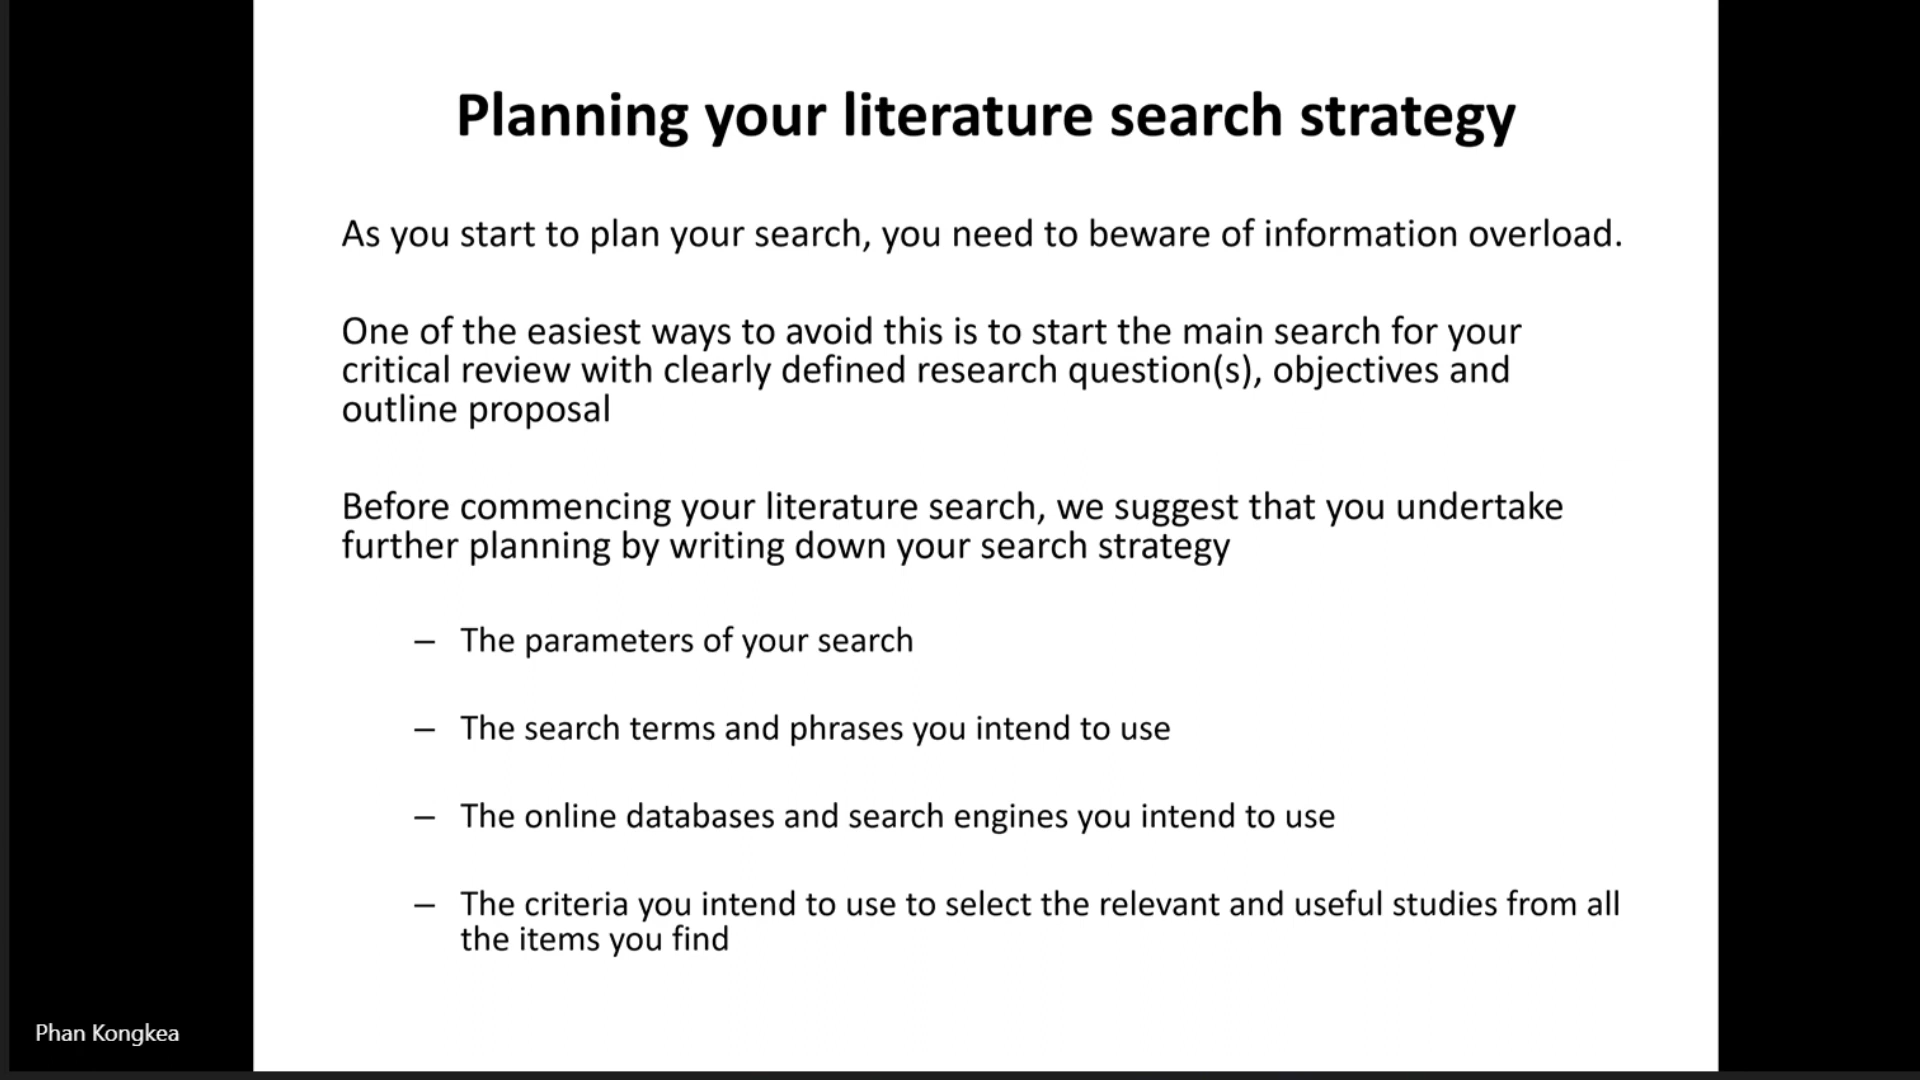 Planning your literature search strategy
As you start to plan your search, you need to beware of information overload.
One of the easiest ways to avoid this is to start the main search for your
critical review with clearly defined research question(s), objectives and
outline proposal
Before commencing your literature search, we suggest that you undertake
further planning by writing down your search strategy
– The parameters of your search
– The search terms and phrases you intend to use
– The online databases and search engines you intend to use
– The criteria you intend to use to select the relevant and useful studies from all
the items you find
Phan Kongkea